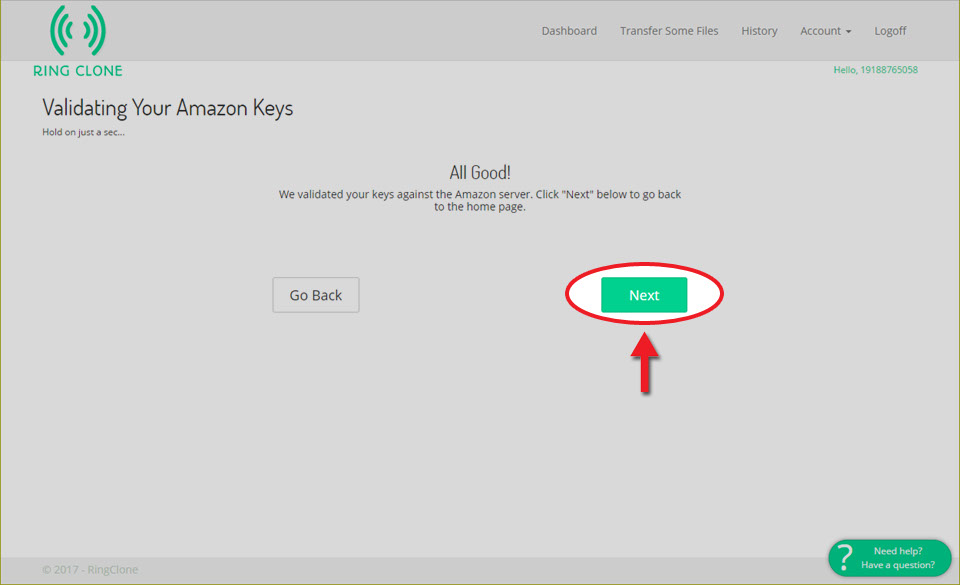 Dashboard Transfer Some Files History Account Logoff
RING CLONE
Hello, 19188765058
Validating Your Amazon Keys
Hold on just a sec...
All Good!
We validated your keys against the Amazon server. Click "Next" below to go back
to the home page.
Go Back
Next
Need help?
? Have a question?
© 2017 - RingClone